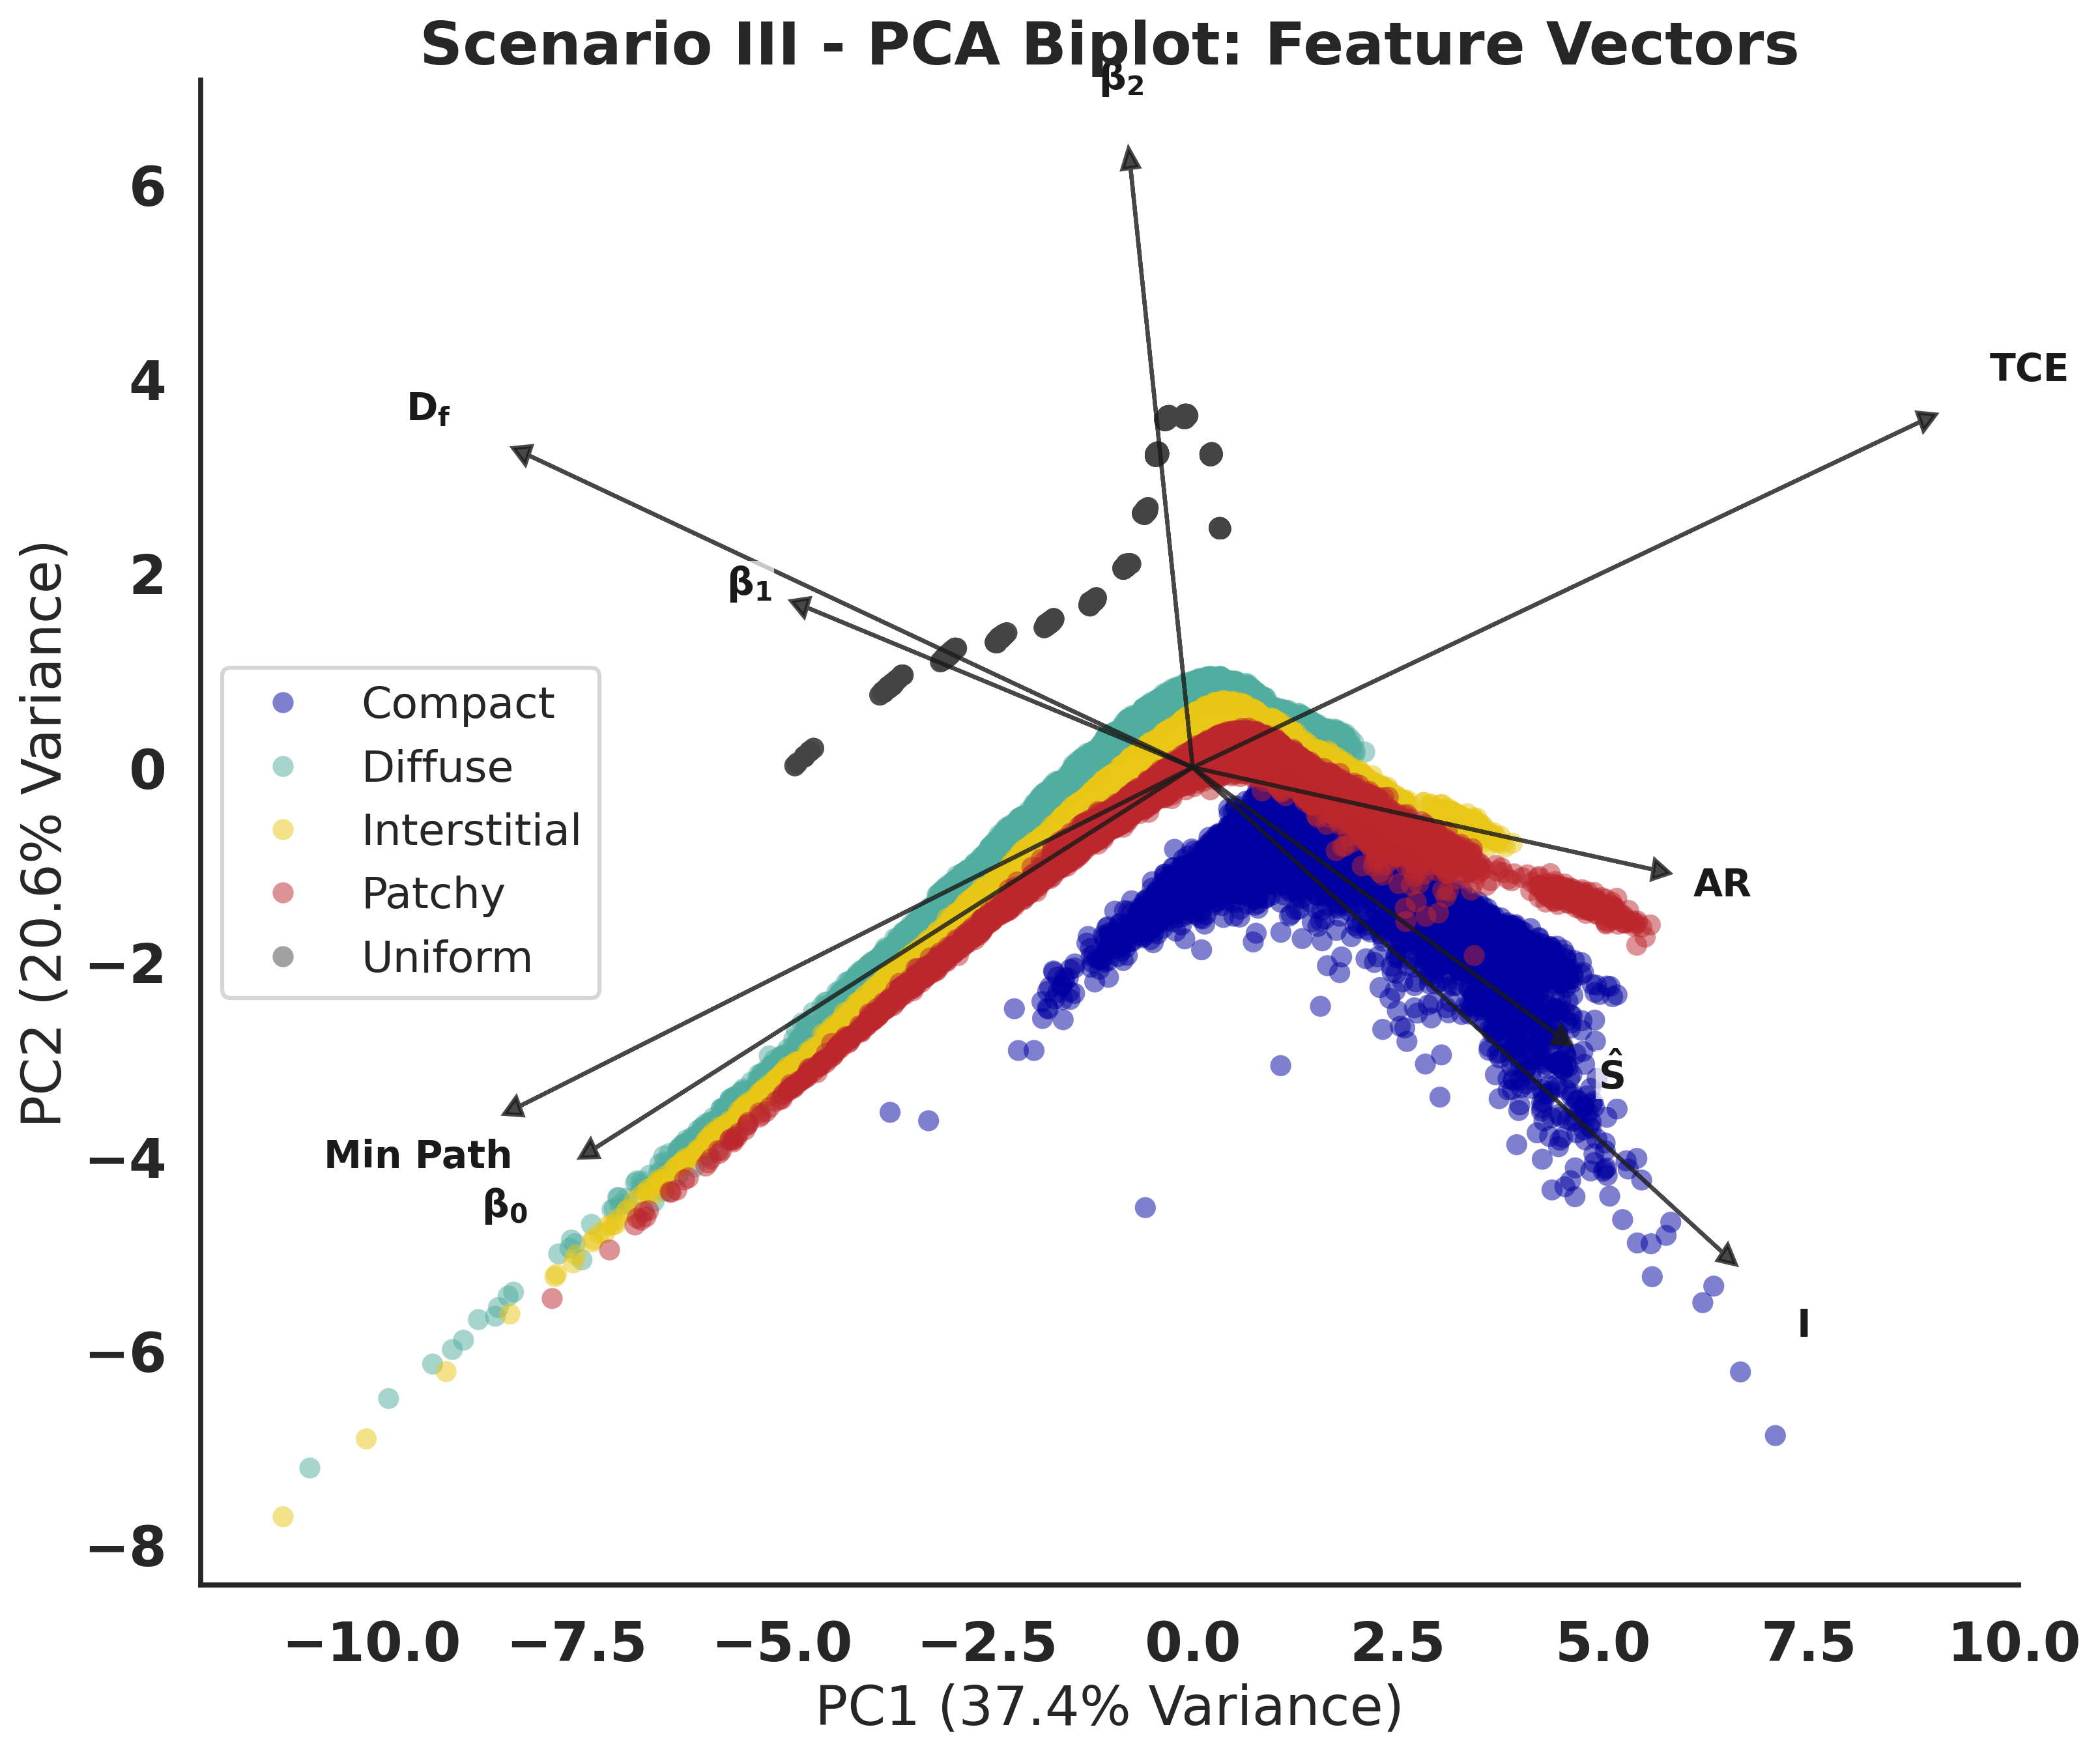 Scenario III - PCA Biplot: Feature Vectors
β₂
6
TCE
4
D_f
2
β₁
PC2 (20.6% Variance)
Compact
Diffuse
Interstitial
Patchy
Uniform
0
AR
−2
Ŝ
Min Path
−4
β₀
I
−6
−8
−10.0 −7.5 −5.0 −2.5 0.0 2.5 5.0 7.5 10.0
PC1 (37.4% Variance)